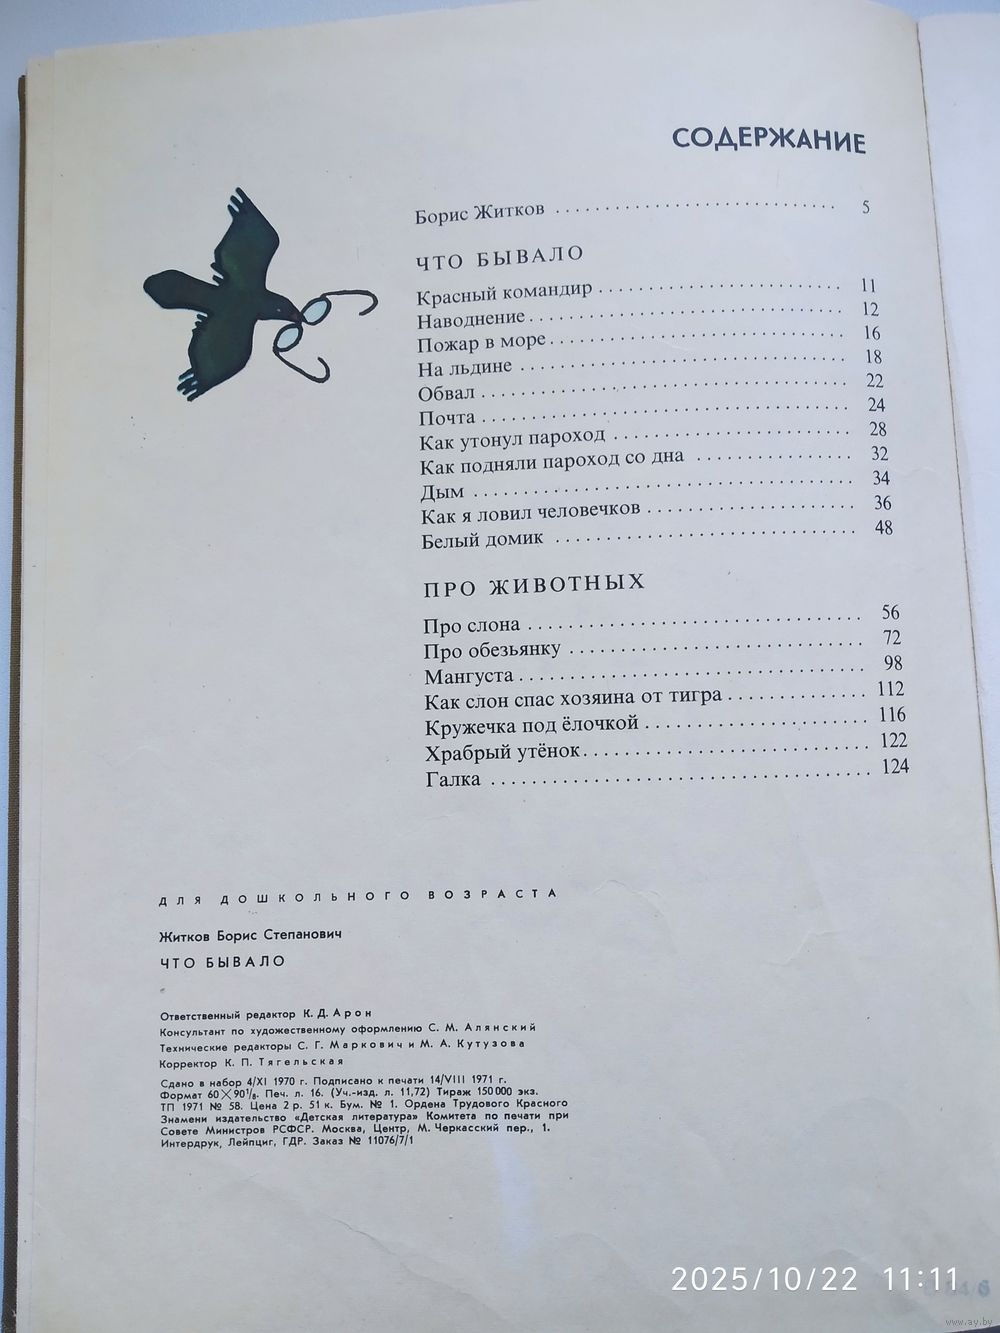 СОДЕРЖАНИЕ
Борис Житков 5
ЧТО БЫВАЛО
Красный командир 11
Наводнение 12
Пожар в море 16
На льдине 18
Обвал 22
Почта 24
Как утонул пароход 28
Как подняли пароход со дна 32
Дым 34
Как я ловил человечков 36
Белый домик 48
ПРО ЖИВОТНЫХ
Про слона 56
Про обезьянку 72
Мангуста 98
Как слон спас хозяина от тигра 112
Кружечка под ёлочкой 116
Храбрый утёнок 122
Галка 124
ДЛЯ ДОШКОЛЬНОГО ВОЗРАСТА
Житков Борис Степанович
ЧТО БЫВАЛО
Ответственный редактор К. Д. Арон
Консультант по художественному оформлению С. М. Алянский
Технические редакторы С. Г. Маркович и М. А. Кутузова
Корректор К. П. Тягельская
Сдано в набор 4/XI 1970 г. Подписано к печати 14/VIII 1971 г.
Формат 60×90 1/8. Печ. л. 16. (Уч.-изд. л. 11,72) Тираж 150 000 экз.
ТП 1971 № 58. Цена 2 р. 51 к. Бум. № 1. Ордена Трудового Красного
Знамени издательство «Детская литература» Комитета по печати при
Совете Министров РСФСР. Москва, Центр, М. Черкасский пер., 1.
Интердрук, Лейпциг, ГДР. Заказ № 11076/7/1
2025/10/22 11:11
www.ay.by